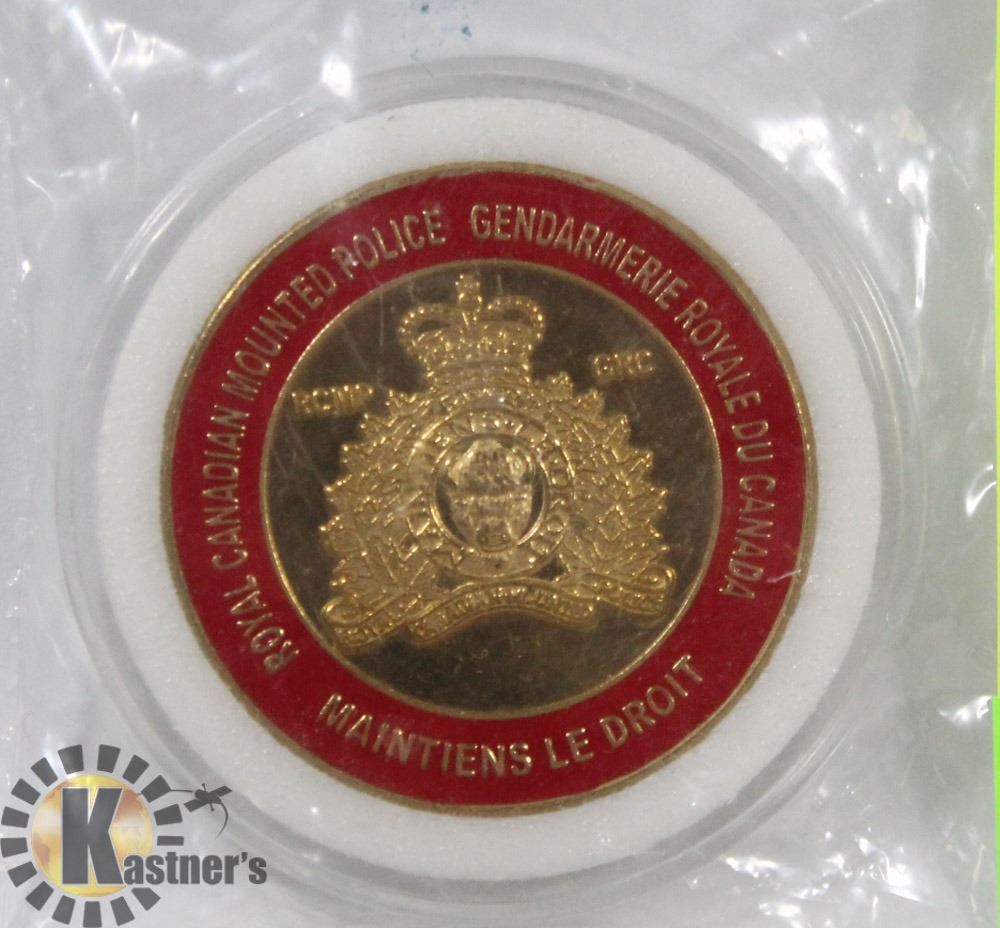 ROYAL CANADIAN MOUNTED POLICE
GENDARMERIE ROYALE DU CANADA
RCMP
GRC
MAINTIENS LE DROIT
Kastner's